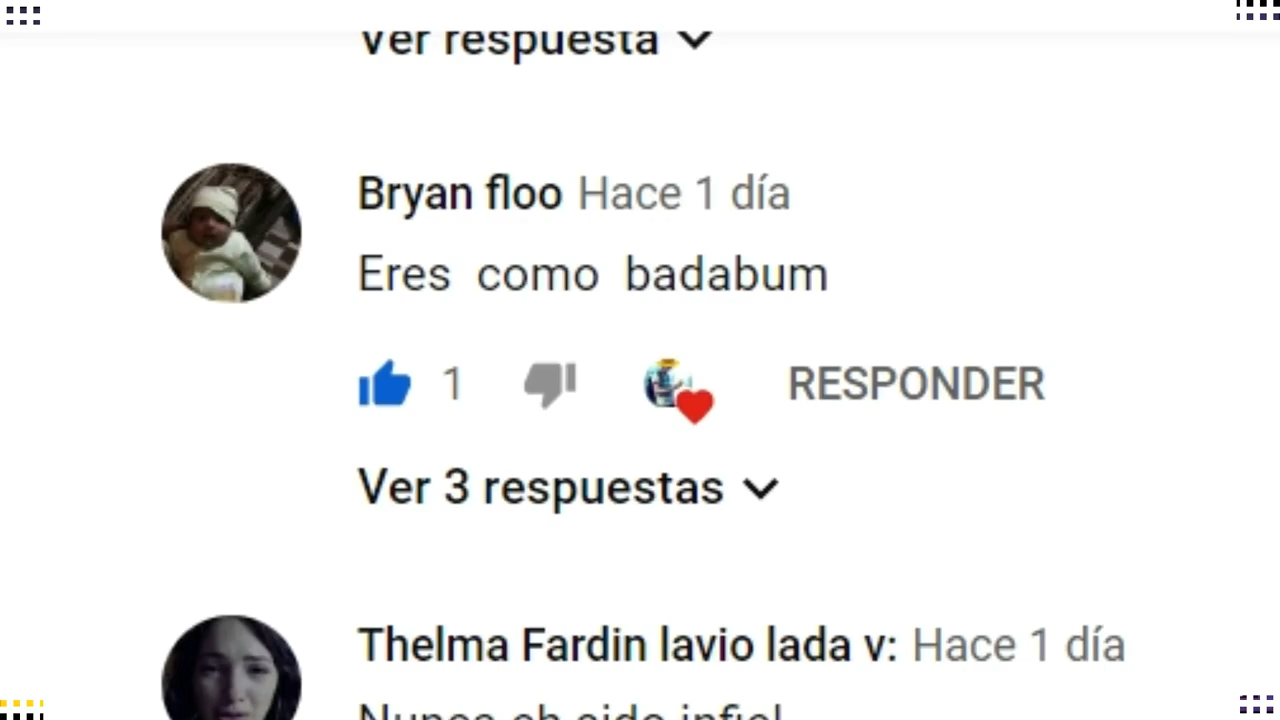 Ver respuesta
Bryan floo Hace 1 día
Eres como badabum
1 RESPONDER
Ver 3 respuestas
Thelma Fardin lavio lada v: Hace 1 día
Nunca eh sido infiel